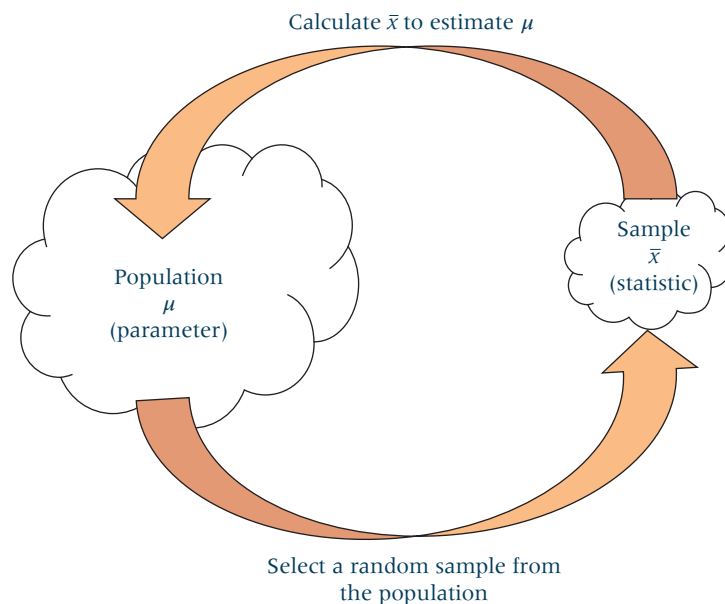 Calculate x̄ to estimate μ
Population
μ
(parameter)
Sample
x̄
(statistic)
Select a random sample from
the population